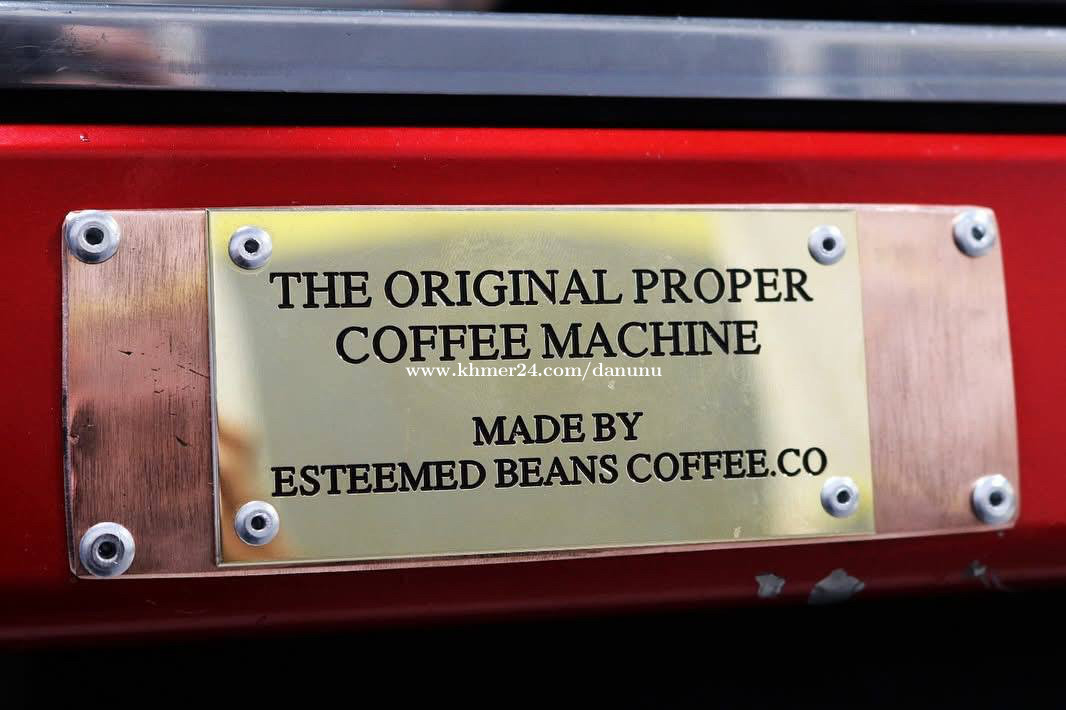 THE ORIGINAL PROPER
COFFEE MACHINE
www.khmer24.com/danunu
MADE BY
ESTEEMED BEANS COFFEE.CO